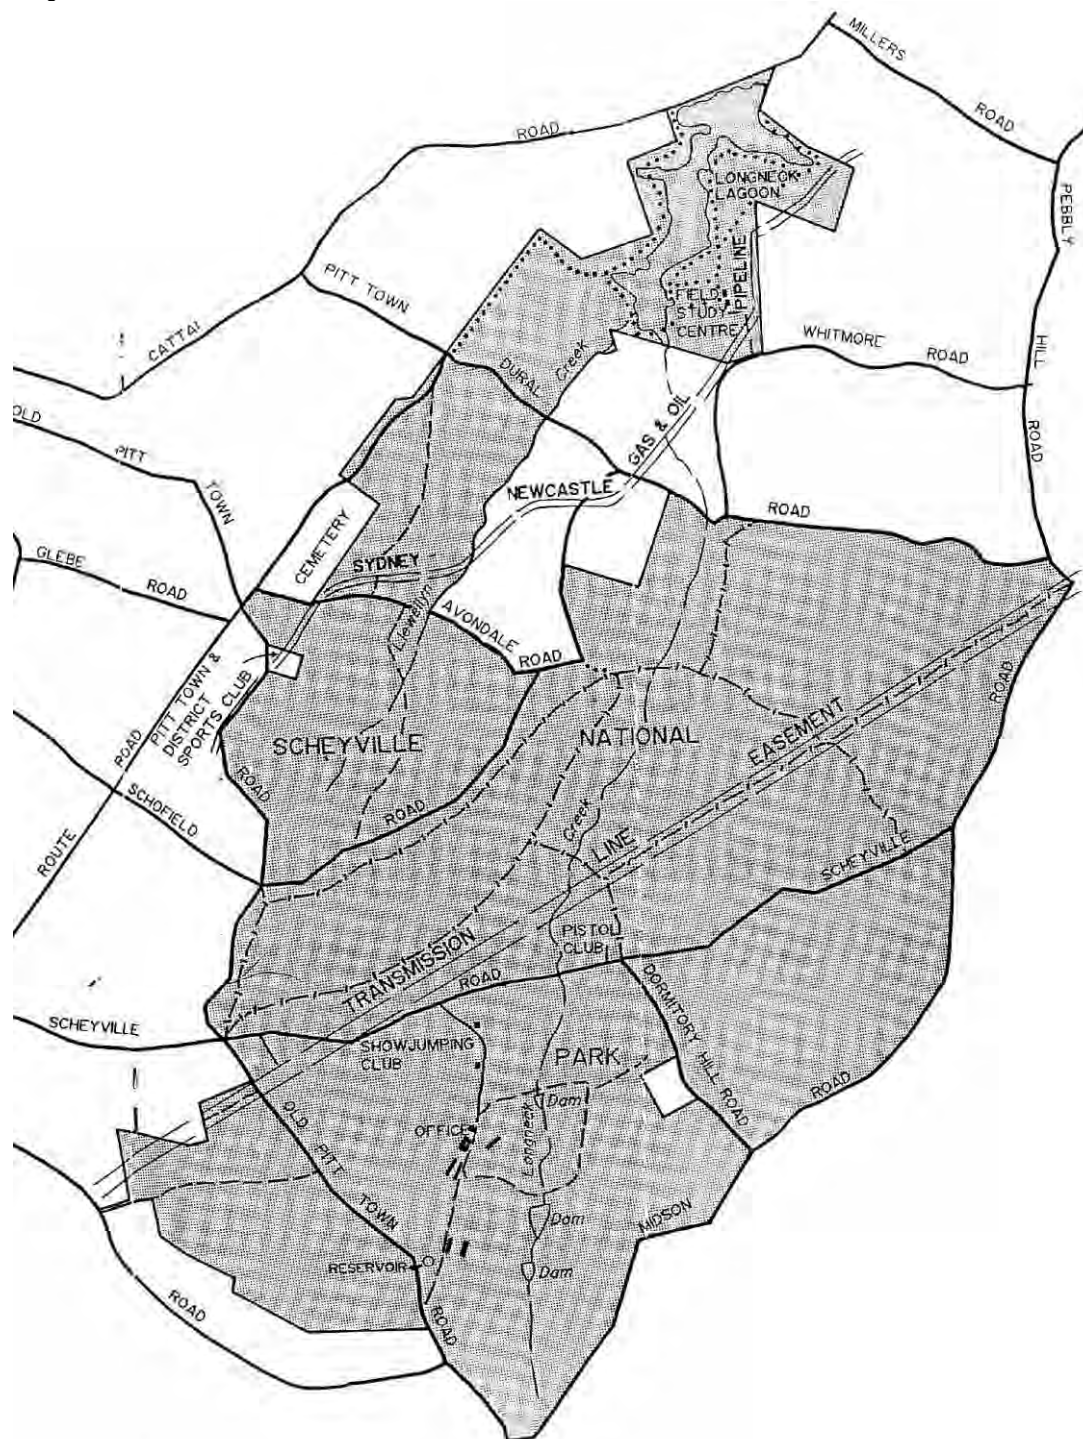 MILLERS
ROAD
ROAD
PEBBLY
HILL
ROAD
LONGNECK
LAGOON
PIPELINE
FIELD
STUDY
CENTRE
PITT TOWN
DURAL
Creek
WHITMORE ROAD
CATTAI
OLD
PITT
TOWN
GAS & OIL
NEWCASTLE
SYDNEY
ROAD
CEMETERY
GLEBE
ROAD
Llewellyn
AVONDALE
ROAD
PITT TOWN &
DISTRICT
SPORTS CLUB
ROAD
ROAD
SCHEYVILLE
NATIONAL
EASEMENT
ROAD
SCHOFIELD
ROAD
Creek
LINE
ROUTE
SCHEYVILLE
PISTOL
CLUB
TRANSMISSION
ROAD
DORMITORY HILL ROAD
SCHEYVILLE
SHOWJUMPING
CLUB
PARK
ROAD
OLD PITT TOWN
Dam
OFFICE
Longneck
Dam
MIDSON
RESERVOIR
Dam
ROAD
ROAD